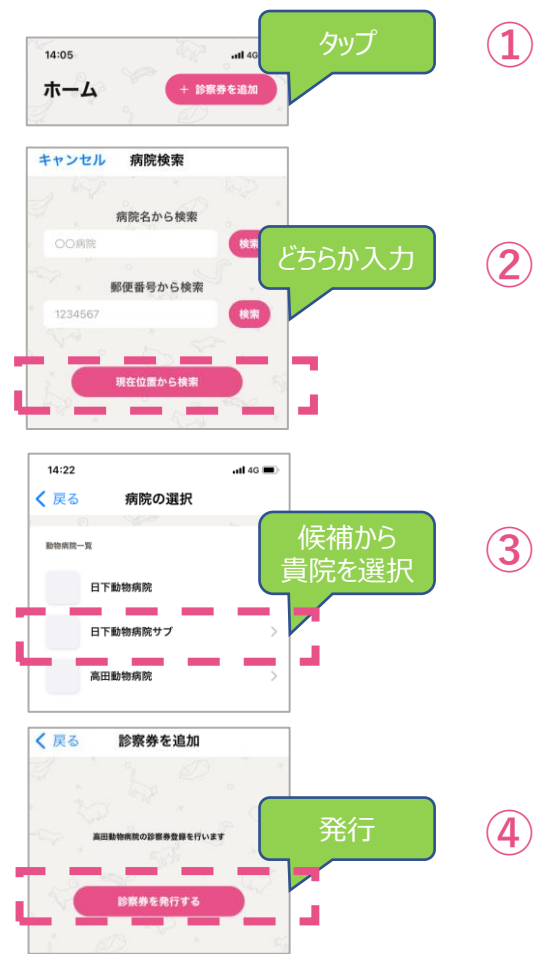 タップ
①
14:05
4G
ホーム
+ 診察券を追加
キャンセル 病院検索
病院名から検索
〇〇病院
検索
どちらか入力
②
郵便番号から検索
1234567
検索
現在位置から検索
14:22
4G
戻る 病院の選択
候補から
貴院を選択
③
動物病院一覧
日下動物病院
日下動物病院サブ
高田動物病院
戻る 診察券を追加
高田動物病院の診察券登録を行います
発行
④
診察券を発行する